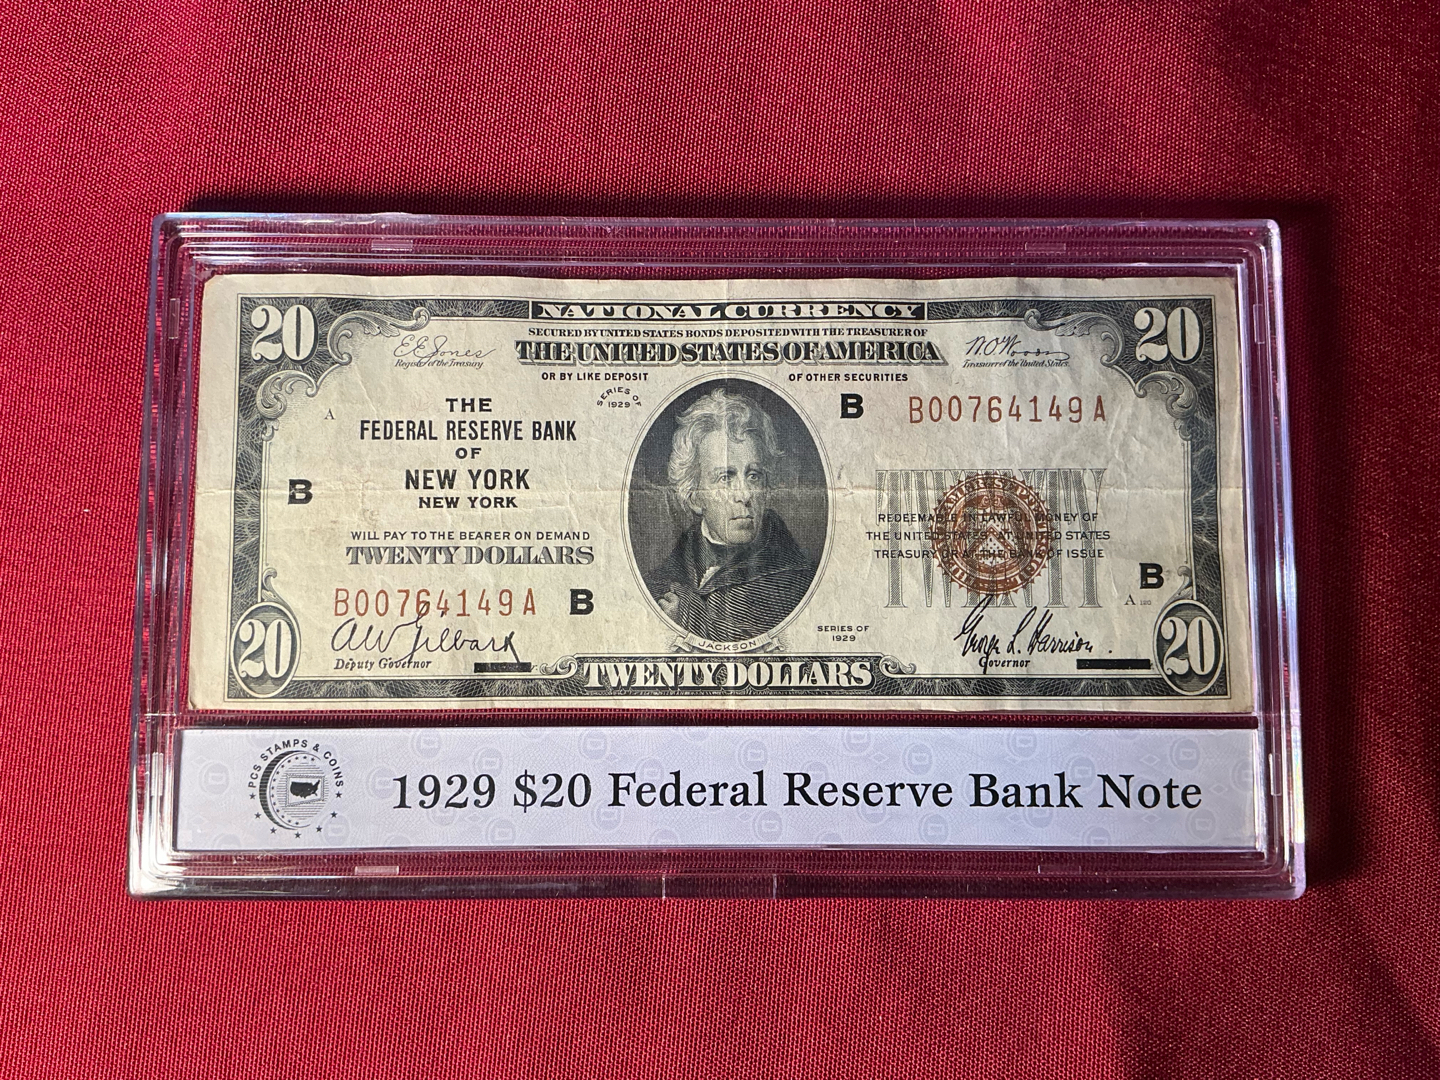 20 NATIONAL CURRENCY 20
SECURED BY UNITED STATES BONDS DEPOSITED WITH THE TREASURER OF
E E Jones THE UNITED STATES OF AMERICA W. O. Woods
Register of the Treasury Treasurer of the United States
OR BY LIKE DEPOSIT OF OTHER SECURITIES
SERIES OF
1929
A THE B B00764149A
FEDERAL RESERVE BANK
OF
B NEW YORK
NEW YORK
TWENTY
REDEEMABLE IN LAWFUL MONEY OF
THE UNITED STATES AT UNITED STATES
TREASURY OR AT THE BANK OF ISSUE
WILL PAY TO THE BEARER ON DEMAND
TWENTY DOLLARS
B
B00764149A B
A
SERIES OF
1929
JACKSON
20 20
George L. Harrison.
Deputy Governor Governor
TWENTY DOLLARS
PCS STAMPS & COINS
1929 $20 Federal Reserve Bank Note